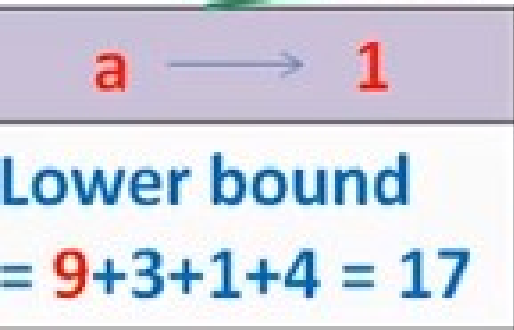 a → 1
Lower bound
= 9+3+1+4 = 17